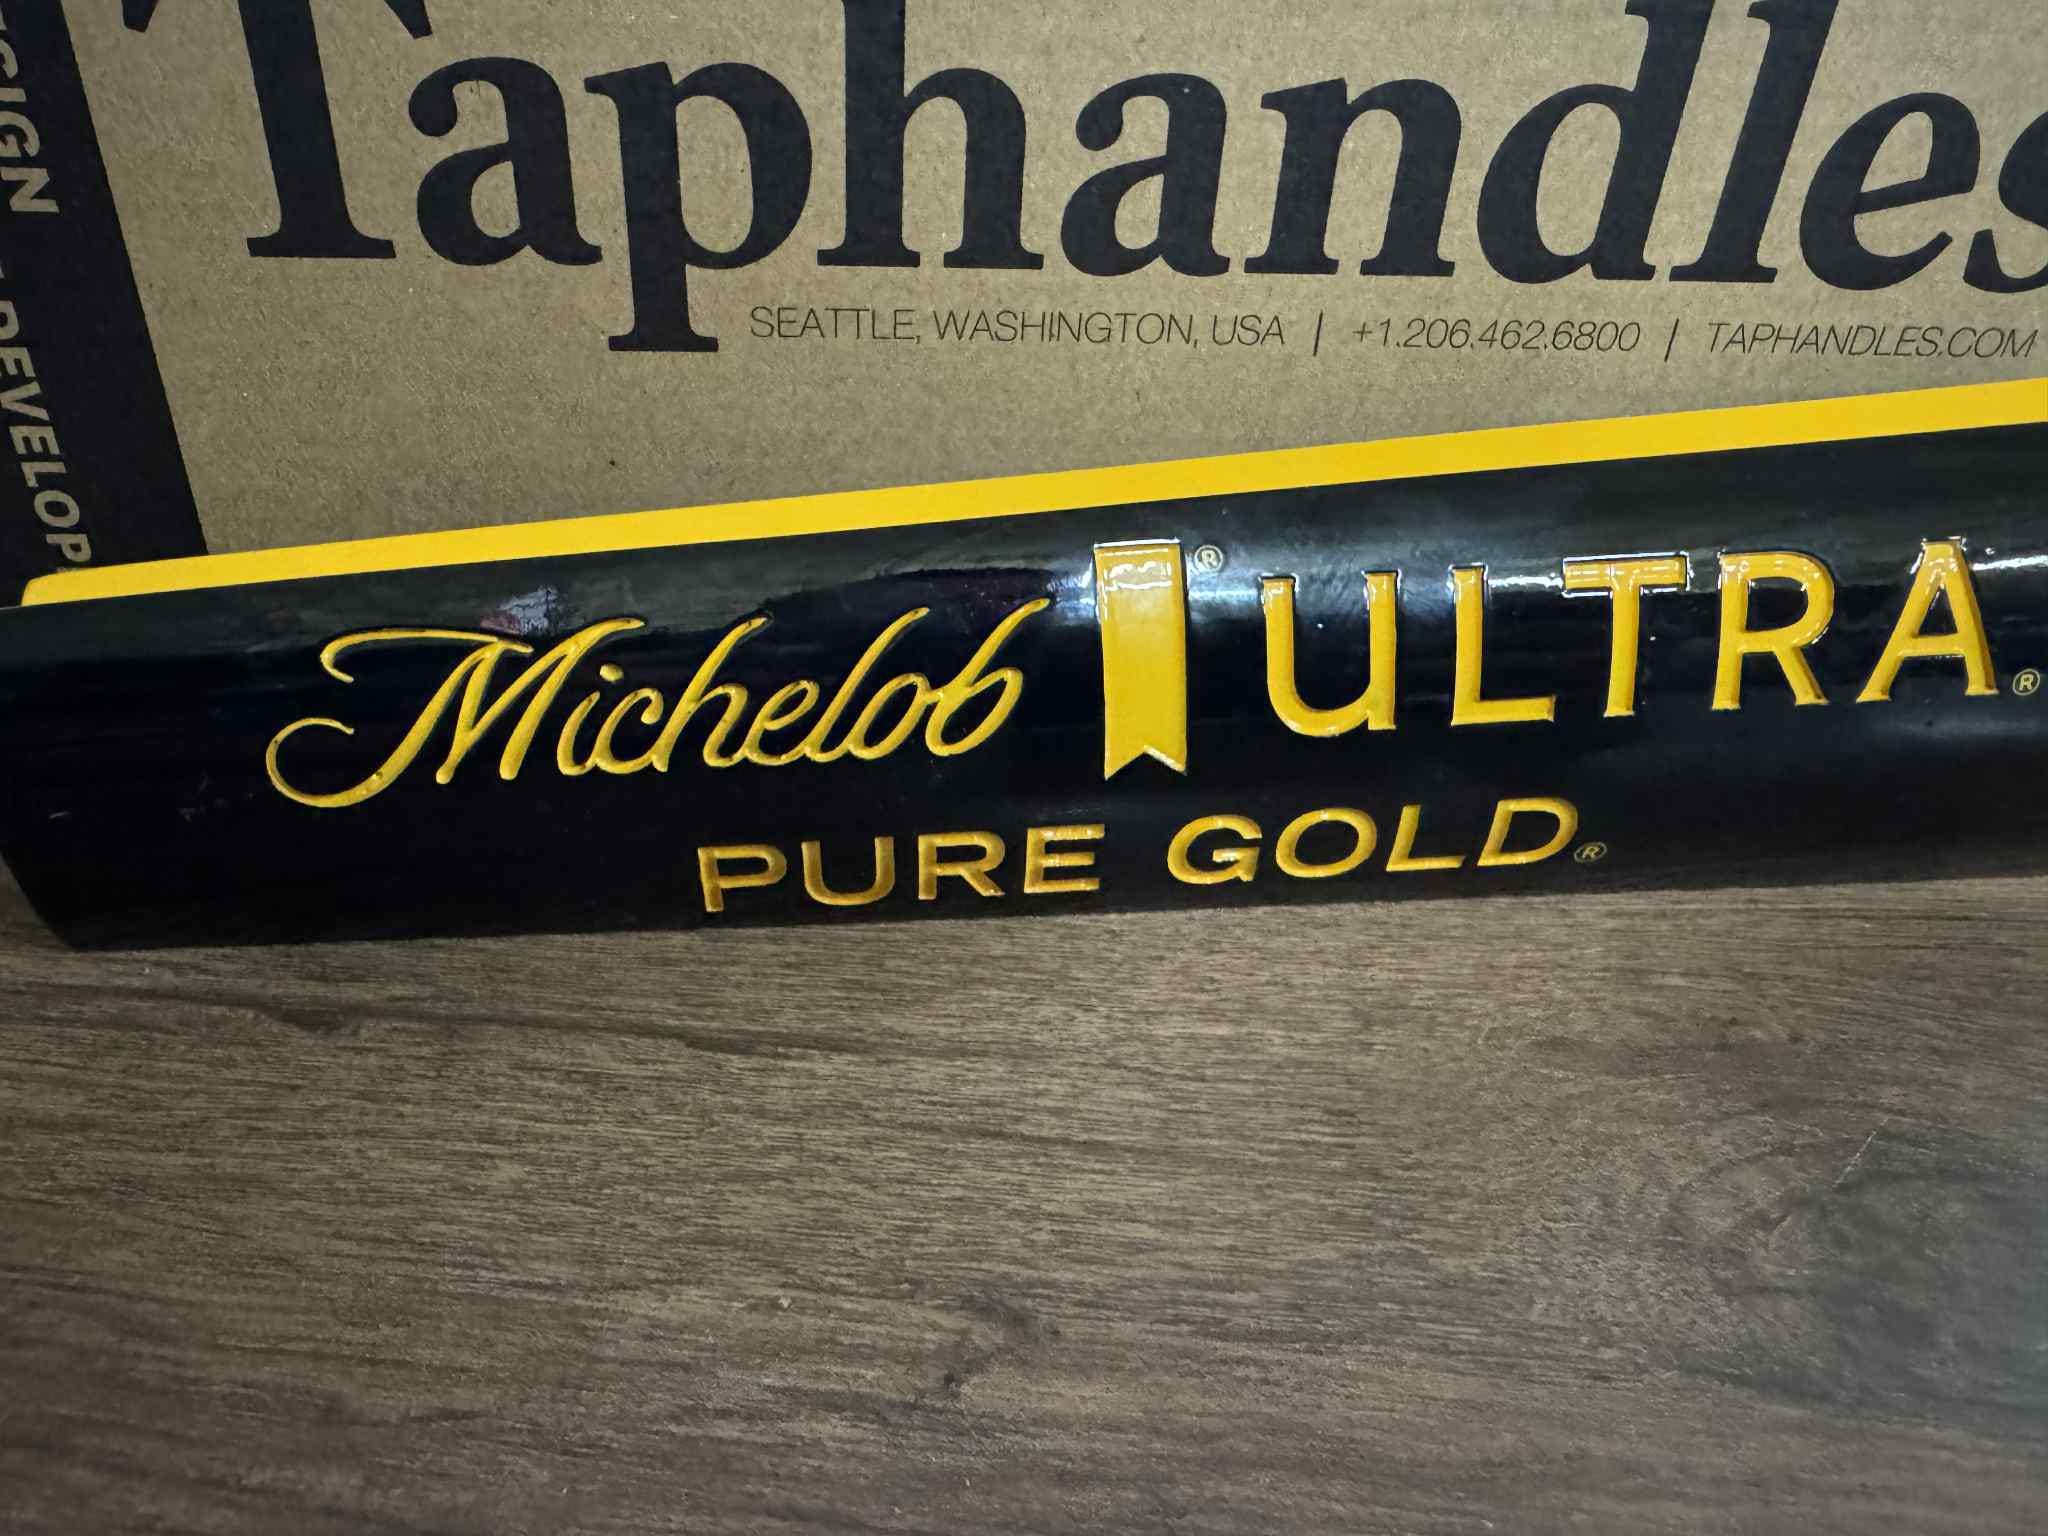 Taphandles
SEATTLE, WASHINGTON, USA | +1.206.462.6800 | TAPHANDLES.COM
Michelob ® ULTRA®
PURE GOLD®